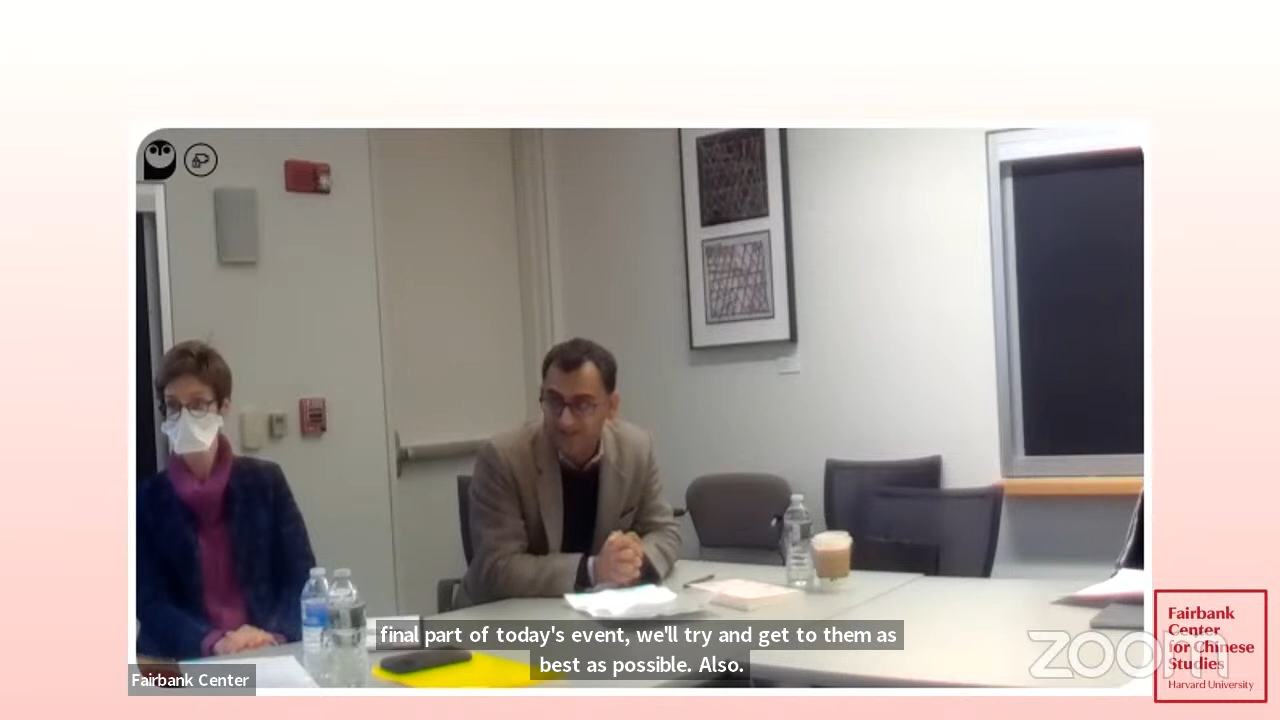 final part of today's event, we'll try and get to them as
best as possible. Also.
Fairbank Center
zoom
Fairbank
Center
for Chinese
Studies
Harvard University